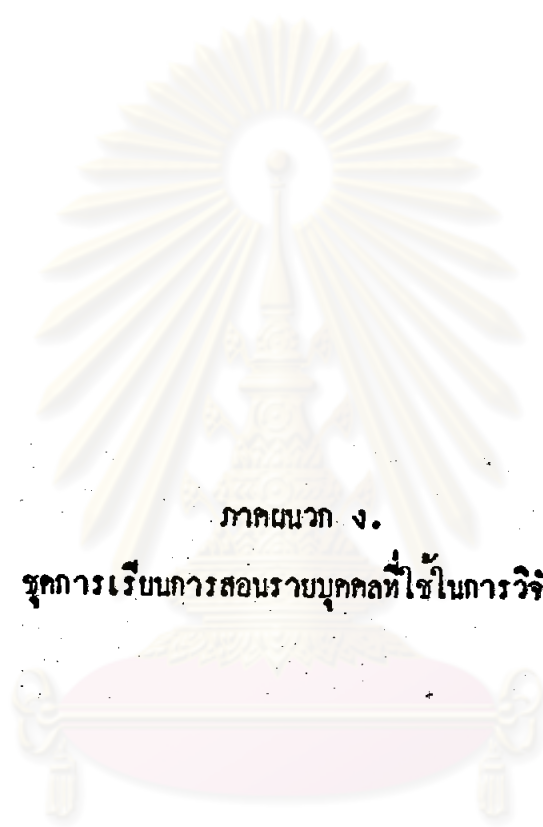 ภาคผนวก ง.
ชุดการเรียนการสอนรายบุคคลที่ใช้ในการวิจั